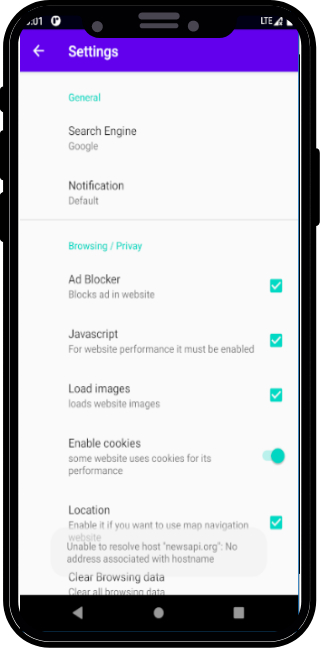 :01
LTE
Settings
General
Search Engine
Google
Notification
Default
Browsing / Privay
Ad Blocker
Blocks ad in website
Javascript
For website performance it must be enabled
Load images
loads website images
Enable cookies
some website uses cookies for its
performance
Location
Enable it if you want to use map navigation
website
Unable to resolve host "newsapi.org": No
address associated with hostname
Clear Browsing data
Clear all browsing data